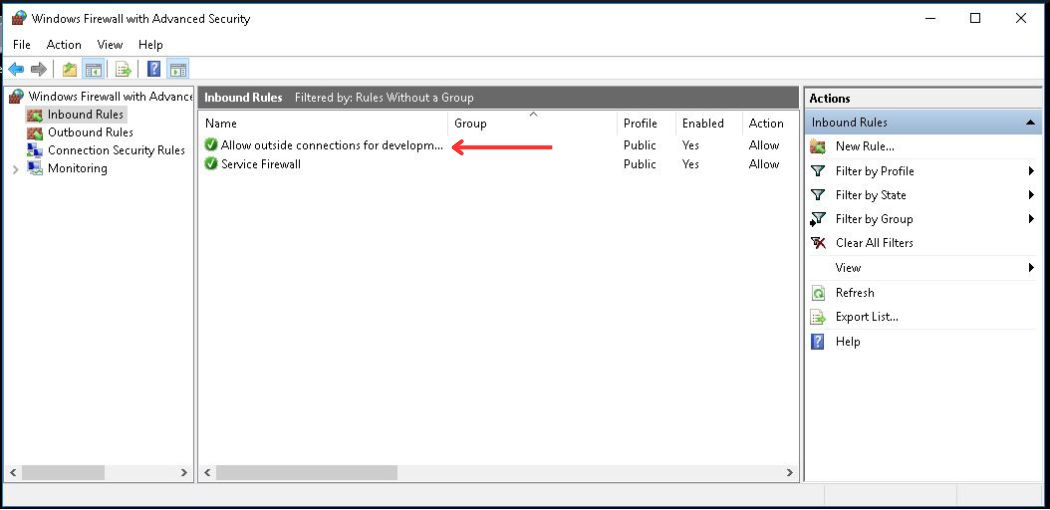 Windows Firewall with Advanced Security
File Action View Help
Windows Firewall with Advance
Inbound Rules
Outbound Rules
Connection Security Rules
Monitoring
Inbound Rules Filtered by: Rules Without a Group
Name Group Profile Enabled Action
Allow outside connections for developm... Public Yes Allow
Service Firewall Public Yes Allow
Actions
Inbound Rules
New Rule...
Filter by Profile
Filter by State
Filter by Group
Clear All Filters
View
Refresh
Export List...
Help